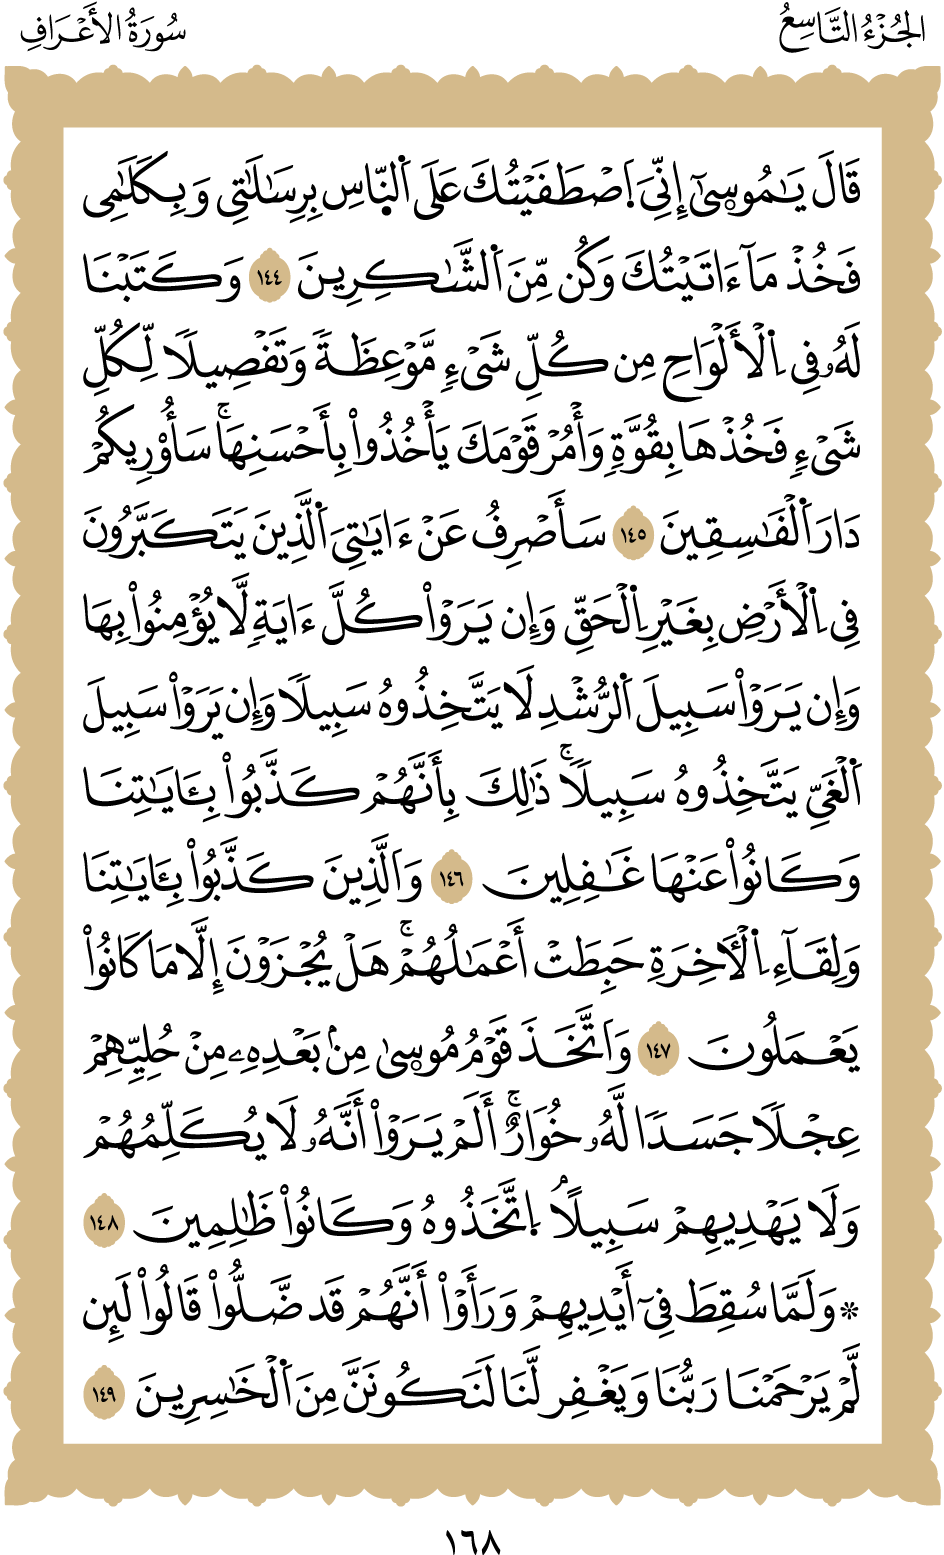 الجُزْءُ التَّاسِعُ
سُورَةُ الأَعْرَافِ
قَالَ يَٰمُوسَىٰٓ إِنِّيَ ٱصْطَفَيْتُكَ عَلَى ٱلنَّاسِ بِرِسَٰلَٰتِى وَبِكَلَٰمِى
فَخُذْ مَآ ءَاتَيْتُكَ وَكُن مِّنَ ٱلشَّٰكِرِينَ ١٤٤ وَكَتَبْنَا
لَهُۥ فِى ٱلْأَلْوَاحِ مِن كُلِّ شَىْءٍ مَّوْعِظَةً وَتَفْصِيلًا لِّكُلِّ
شَىْءٍ فَخُذْهَا بِقُوَّةٍ وَأْمُرْ قَوْمَكَ يَأْخُذُوا۟ بِأَحْسَنِهَاۚ سَأُو۟رِيكُمْ
دَارَ ٱلْفَٰسِقِينَ ١٤٥ سَأَصْرِفُ عَنْ ءَايَٰتِىَ ٱلَّذِينَ يَتَكَبَّرُونَ
فِى ٱلْأَرْضِ بِغَيْرِ ٱلْحَقِّ وَإِن يَرَوْا۟ كُلَّ ءَايَةٍ لَّا يُؤْمِنُوا۟ بِهَا
وَإِن يَرَوْا۟ سَبِيلَ ٱلرُّشْدِ لَا يَتَّخِذُوهُ سَبِيلًا وَإِن يَرَوْا۟ سَبِيلَ
ٱلْغَىِّ يَتَّخِذُوهُ سَبِيلًاۚ ذَٰلِكَ بِأَنَّهُمْ كَذَّبُوا۟ بِـَٔايَٰتِنَا
وَكَانُوا۟ عَنْهَا غَٰفِلِينَ ١٤٦ وَٱلَّذِينَ كَذَّبُوا۟ بِـَٔايَٰتِنَا
وَلِقَآءِ ٱلْءَاخِرَةِ حَبِطَتْ أَعْمَٰلُهُمْۚ هَلْ يُجْزَوْنَ إِلَّا مَا كَانُوا۟
يَعْمَلُونَ ١٤٧ وَٱتَّخَذَ قَوْمُ مُوسَىٰ مِنۢ بَعْدِهِۦ مِنْ حُلِيِّهِمْ
عِجْلًا جَسَدًا لَّهُۥ خُوَارٌۚ أَلَمْ يَرَوْا۟ أَنَّهُۥ لَا يُكَلِّمُهُمْ
وَلَا يَهْدِيهِمْ سَبِيلًاۘ ٱتَّخَذُوهُ وَكَانُوا۟ ظَٰلِمِينَ ١٤٨
۞ وَلَمَّا سُقِطَ فِىٓ أَيْدِيهِمْ وَرَأَوْا۟ أَنَّهُمْ قَد ضَّلُّوا۟ قَالُوا۟ لَئِن
لَّمْ يَرْحَمْنَا رَبُّنَا وَيَغْفِر لَّنَا لَنَكُونَنَّ مِنَ ٱلْخَٰسِرِينَ ١٤٩
١٦٨